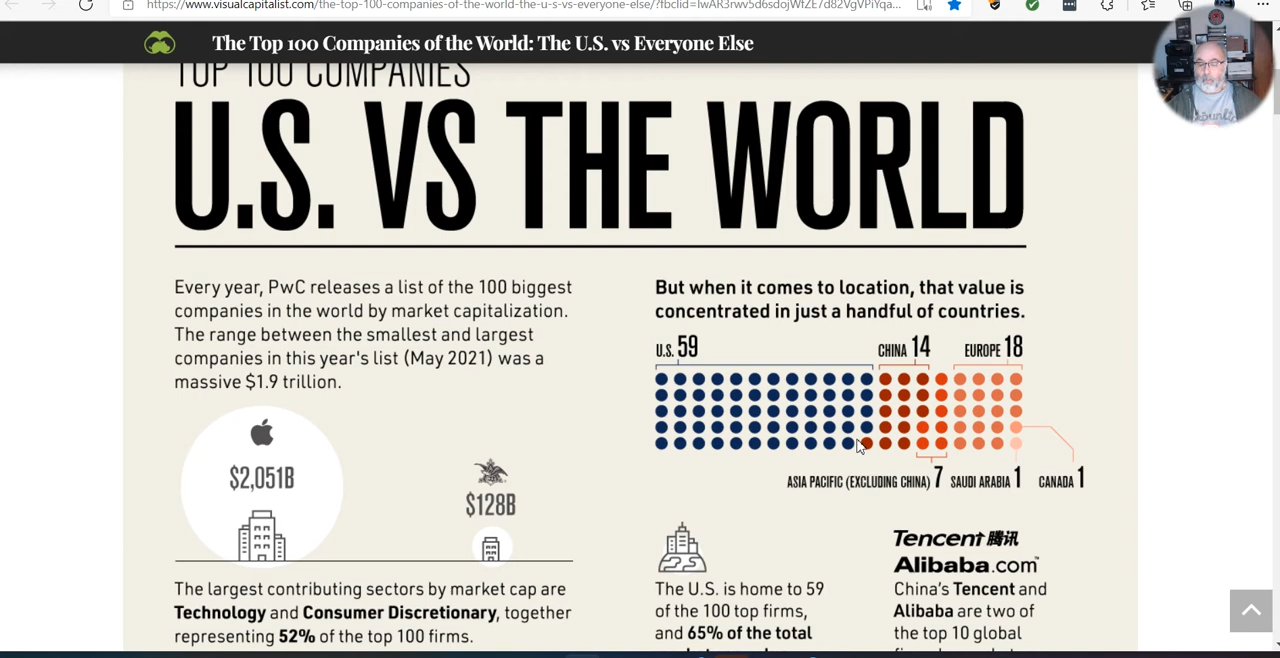 https://www.visualcapitalist.com/the-top-100-companies-of-the-world-the-u-s-vs-everyone-else/?fbclid=IwAR3rwv5d6sdojWfZE7d82VgVPiYqa...
The Top 100 Companies of the World: The U.S. vs Everyone Else
TOP 100 COMPANIES
U.S. VS THE WORLD
Every year, PwC releases a list of the 100 biggest
companies in the world by market capitalization.
The range between the smallest and largest
companies in this year's list (May 2021) was a
massive $1.9 trillion.
$2,051B
$128B
The largest contributing sectors by market cap are
Technology and Consumer Discretionary, together
representing 52% of the top 100 firms.
But when it comes to location, that value is
concentrated in just a handful of countries.
U.S. 59
CHINA 14
EUROPE 18
ASIA PACIFIC (EXCLUDING CHINA) 7
SAUDI ARABIA 1
CANADA 1
The U.S. is home to 59
of the 100 top firms,
and 65% of the total
Tencent 腾讯
Alibaba.com™
China's Tencent and
Alibaba are two of
the top 10 global